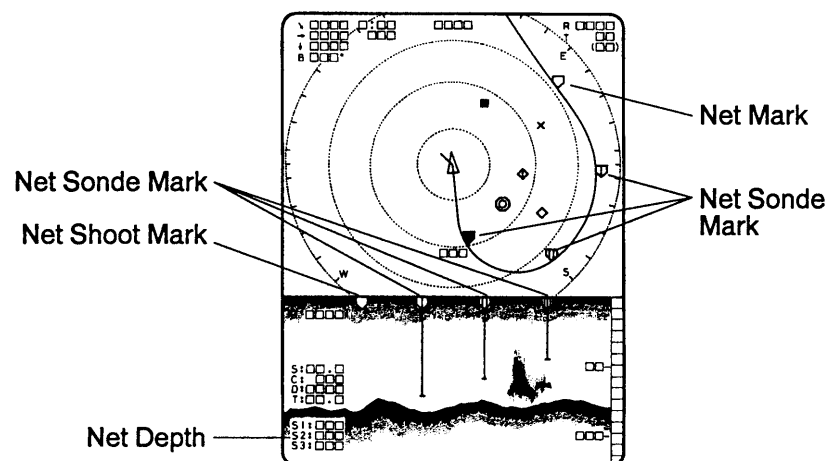 R
T
E
B
Net Mark
Net Sonde Mark
Net Sonde
Mark
Net Shoot Mark
W
S
S:
C:
D:
T:
Net Depth
S1:
S2:
S3: